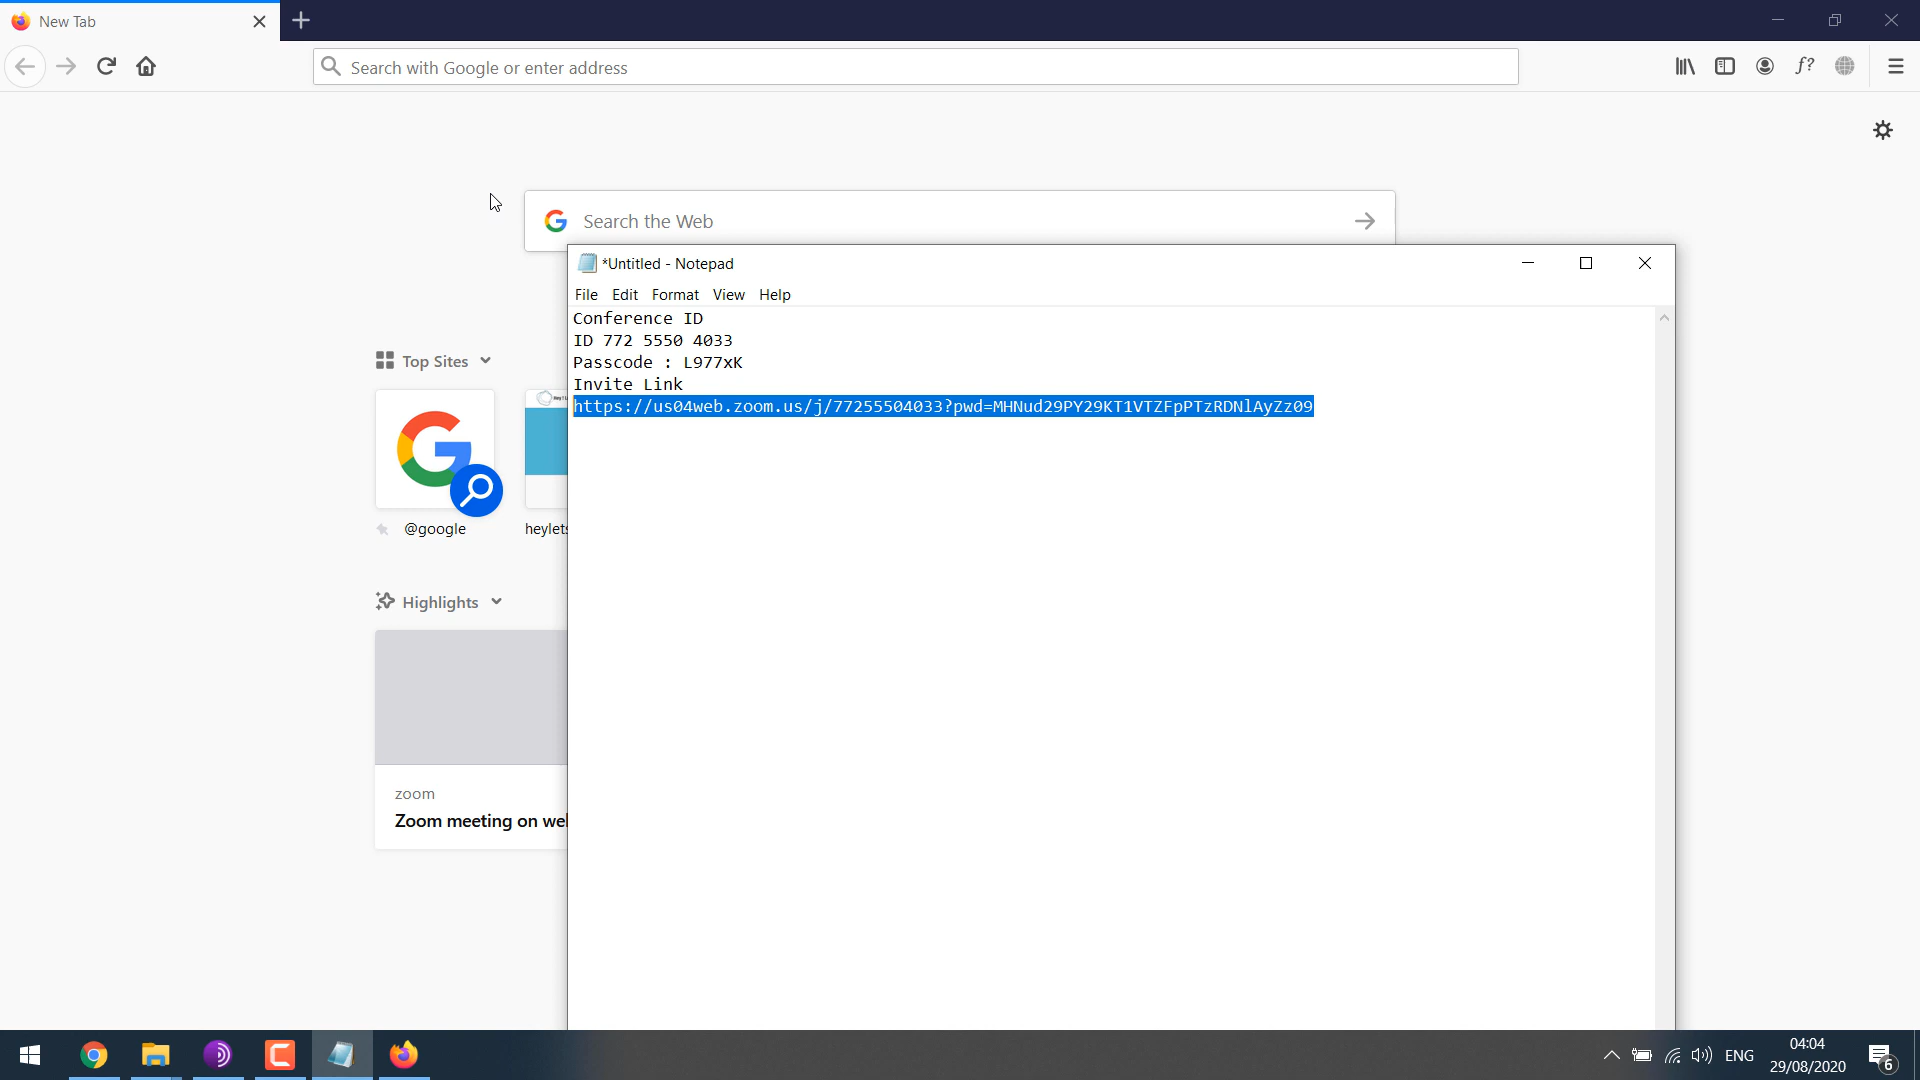 New Tab
Search with Google or enter address
Search the Web
*Untitled - Notepad
File Edit Format View Help
Conference ID
ID 772 5550 4033
Passcode : L977xK
Invite Link
https://us04web.zoom.us/j/77255504033?pwd=MHNud29PY29KT1VTZFpPTzRDNlAyZz09
Top Sites
@google
heylets
Highlights
zoom
Zoom meeting on wel
ENG
04:04
29/08/2020
6